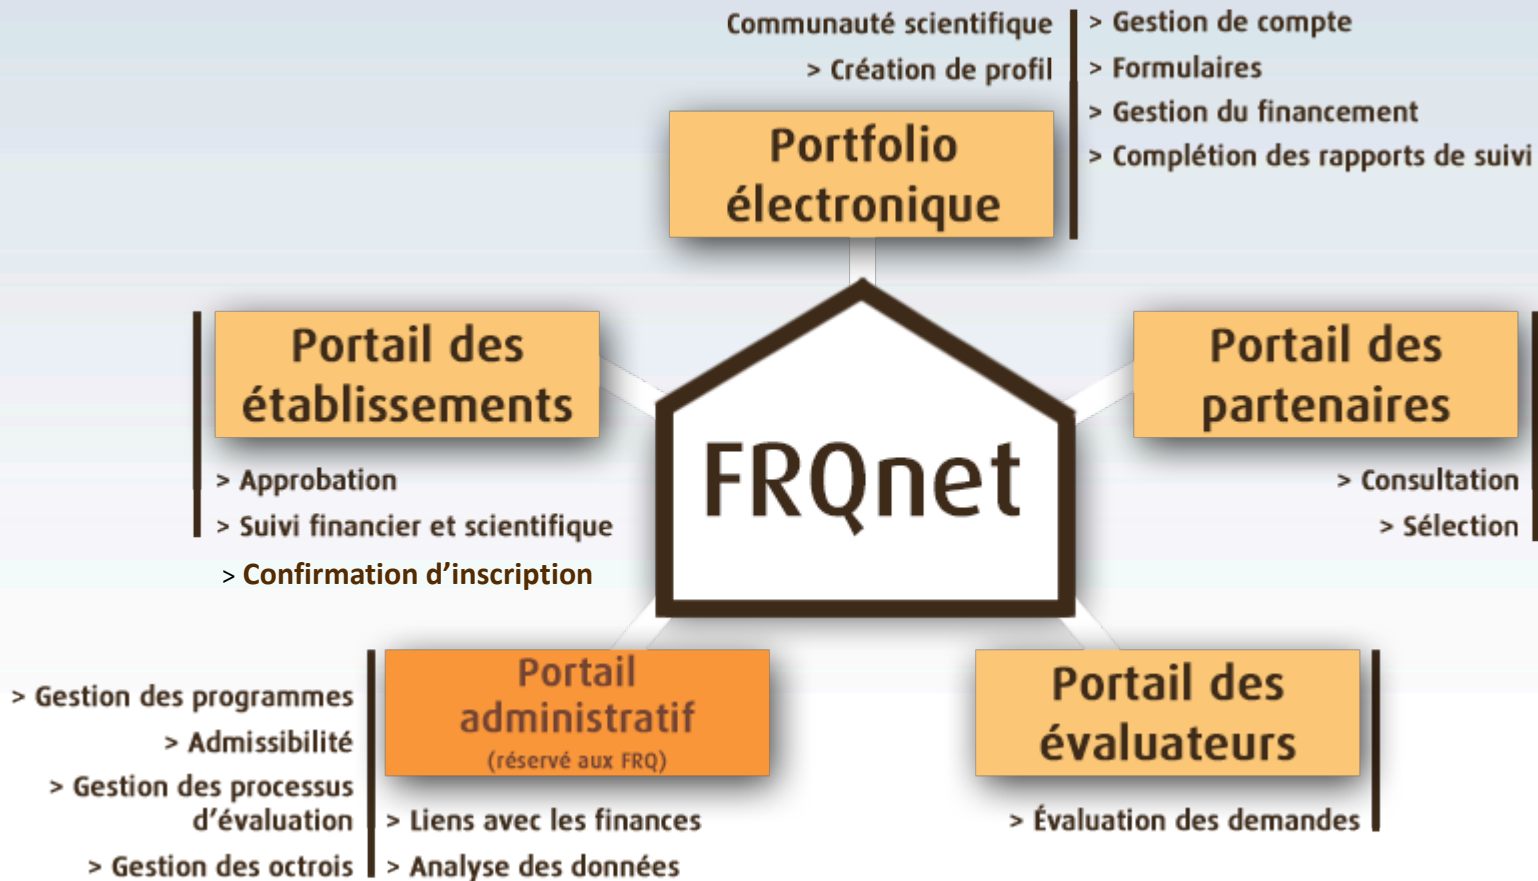 Communauté scientifique
> Création de profil
> Gestion de compte
> Formulaires
> Gestion du financement
> Complétion des rapports de suivi
Portfolio
électronique
Portail des
établissements
> Approbation
> Suivi financier et scientifique
> Confirmation d’inscription
FRQnet
Portail des
partenaires
> Consultation
> Sélection
> Gestion des programmes
> Admissibilité
> Gestion des processus
d’évaluation
> Gestion des octrois
Portail
administratif
(réservé aux FRQ)
> Liens avec les finances
> Analyse des données
Portail des
évaluateurs
> Évaluation des demandes